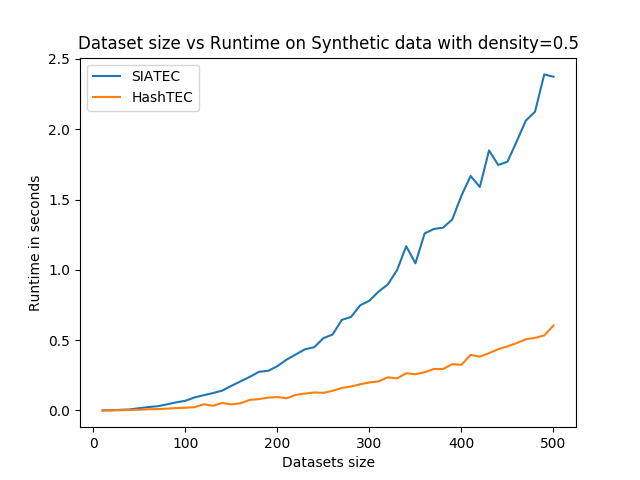 Dataset size vs Runtime on Synthetic data with density=0.5
SIATEC
HashTEC
Runtime in seconds
2.5
2.0
1.5
1.0
0.5
0.0
0 100 200 300 400 500
Datasets size